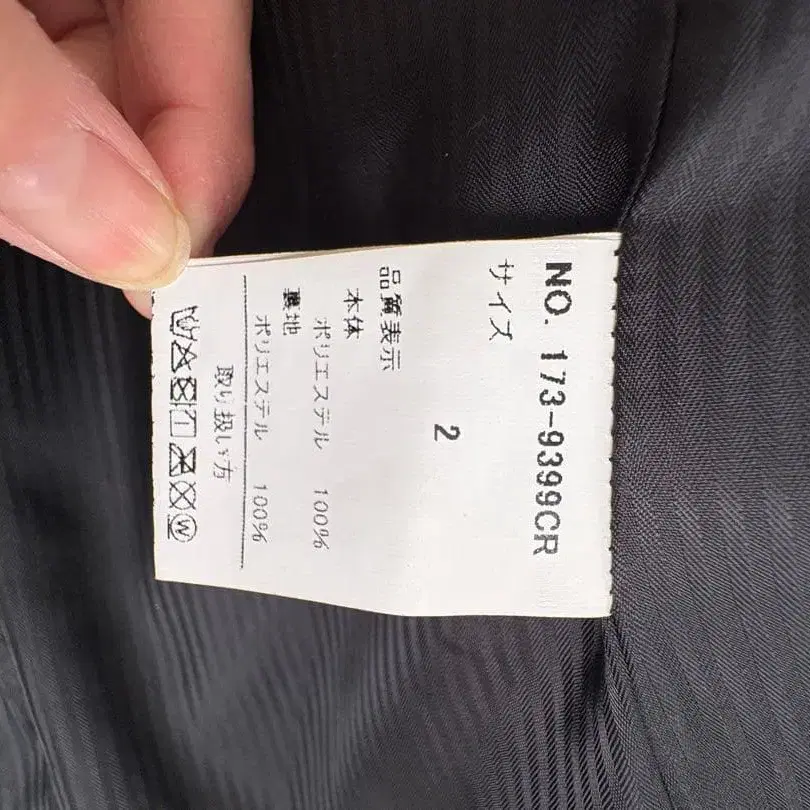 NO. 173-9399CR
サイズ
2
品質表示
本体
ポリエステル 100%
裏地
ポリエステル 100%
取り扱い方
W